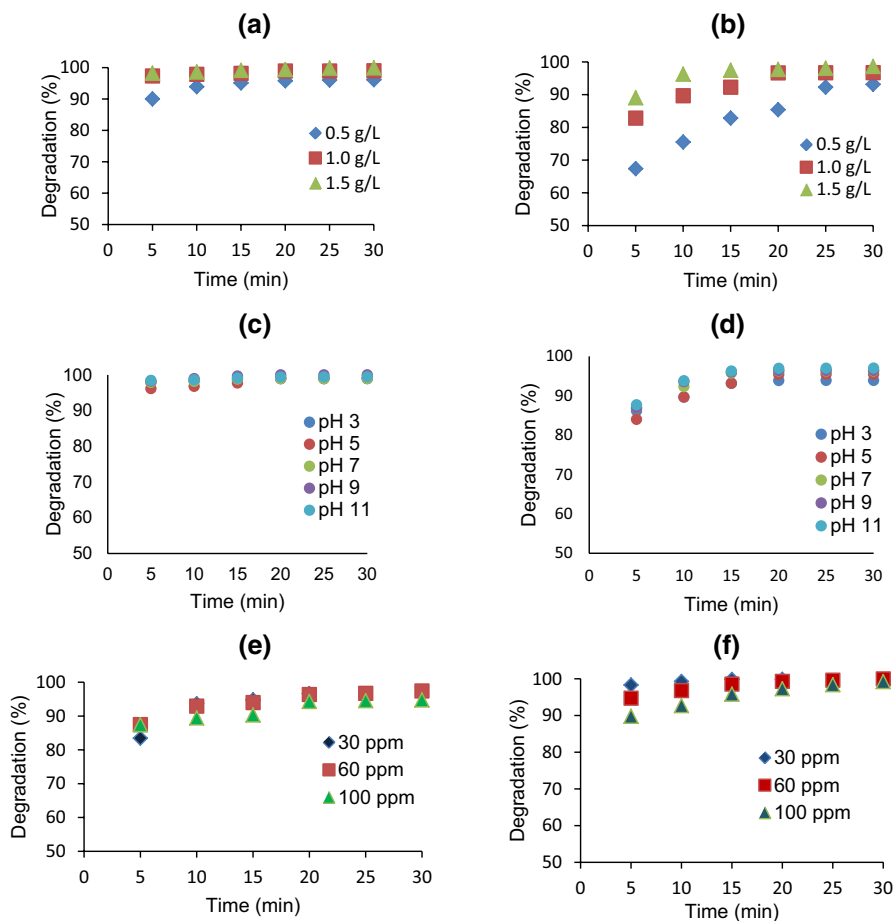 (a)
Degradation (%)
100
90
80
70
60
50
0 5 10 15 20 25 30
Time (min)
0.5 g/L
1.0 g/L
1.5 g/L
(b)
Degradation (%)
100
90
80
70
60
50
0 5 10 15 20 25 30
Time (min)
0.5 g/L
1.0 g/L
1.5 g/L
(c)
Degradation (%)
100
90
80
70
60
50
0 5 10 15 20 25 30
Time (min)
pH 3
pH 5
pH 7
pH 9
pH 11
(d)
Degradation (%)
100
90
80
70
60
50
0 5 10 15 20 25 30
Time (min)
pH 3
pH 5
pH 7
pH 9
pH 11
(e)
Degradation (%)
100
90
80
70
60
50
0 5 10 15 20 25 30
Time (min)
30 ppm
60 ppm
100 ppm
(f)
Degradation (%)
100
90
80
70
60
50
0 5 10 15 20 25 30
Time (min)
30 ppm
60 ppm
100 ppm